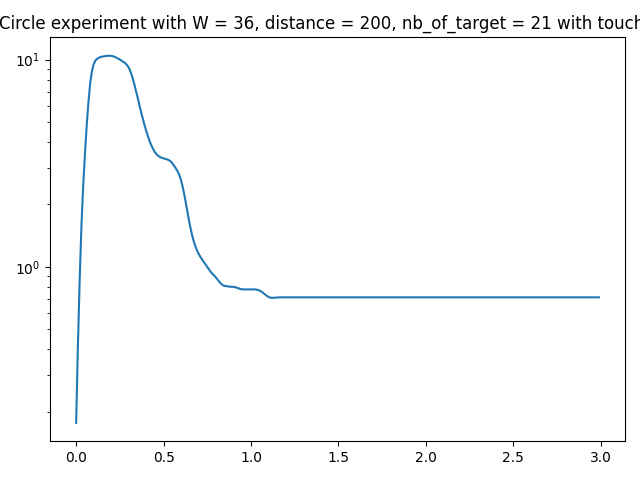 Circle experiment with W = 36, distance = 200, nb_of_target = 21 with touch
10¹
10⁰
0.0 0.5 1.0 1.5 2.0 2.5 3.0